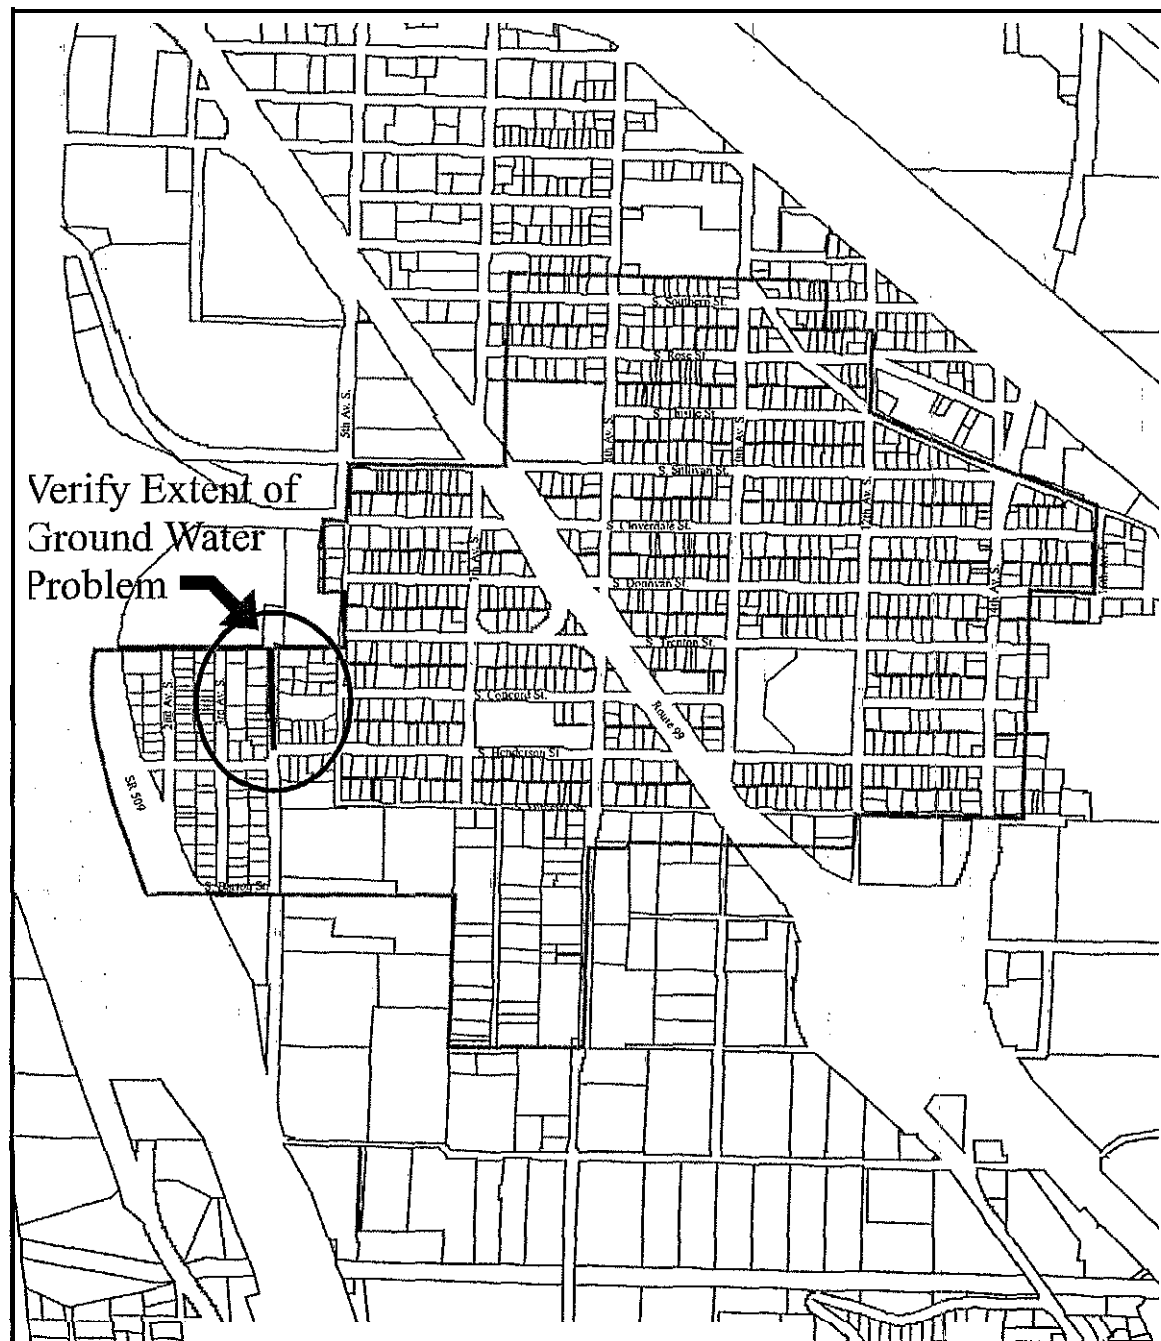 S. Southern St.
S. Rose St.
S. Thistle St.
5th Av. S.
8th Av. S.
10th Av. S.
S. Sullivan St.
Verify Extent of
Ground Water
Problem
12th Av. S.
S. Cloverdale St.
7th Av. S.
S. Donovan St.
14th Av. S.
S. Trenton St.
2nd Av. S.
3rd Av. S.
S. Concord St.
Route 99
S. Henderson St.
SR 509
S. Barton St.